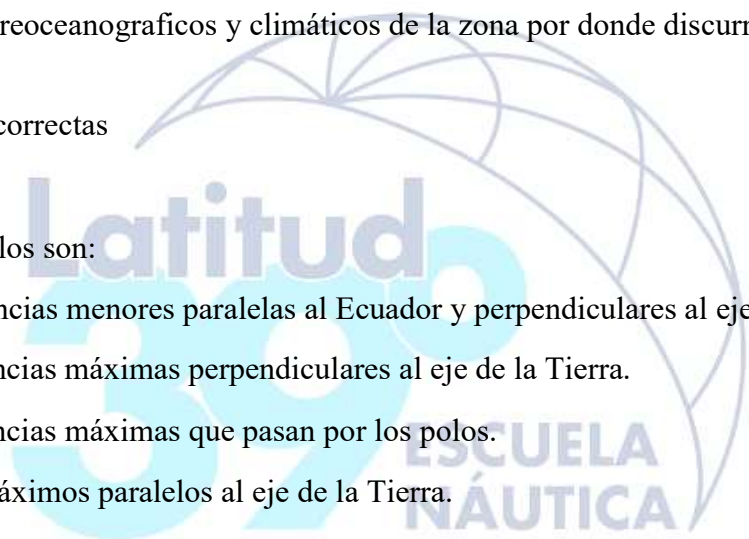 reoceanograficos y climáticos de la zona por donde discurr
correctas
Latitud
los son:
ncias menores paralelas al Ecuador y perpendiculares al eje
ncias máximas perpendiculares al eje de la Tierra.
39º
ncias máximas que pasan por los polos.
ESCUELA
áximos paralelos al eje de la Tierra.
NÁUTICA